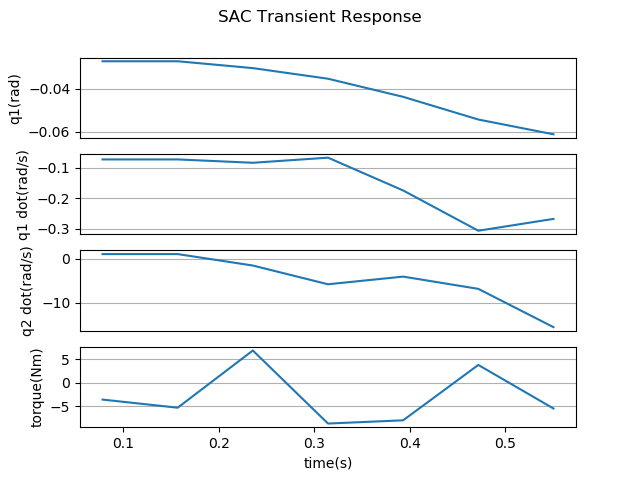 SAC Transient Response
q1(rad)
−0.04
−0.06
q1 dot(rad/s)
−0.1
−0.2
−0.3
q2 dot(rad/s)
0
−10
torque(Nm)
5
0
−5
0.1 0.2 0.3 0.4 0.5
time(s)